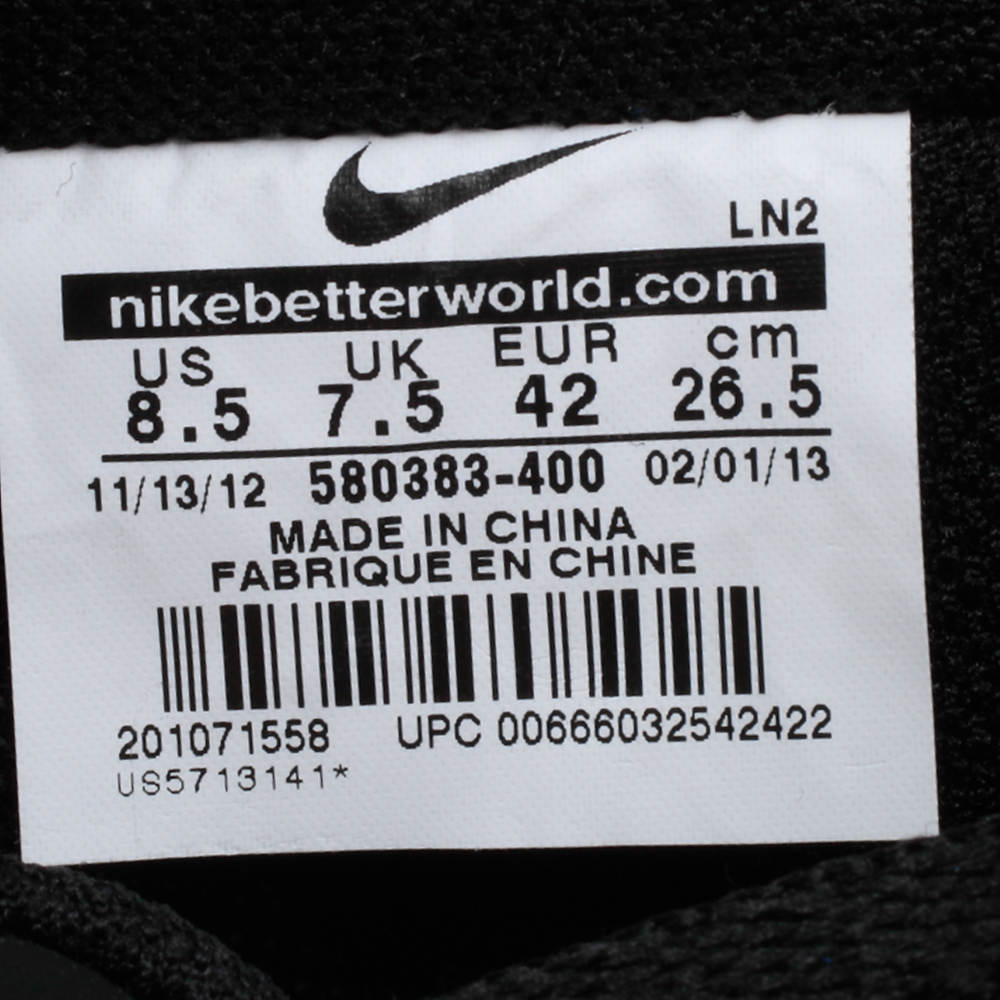 LN2
nikebetterworld.com
US UK EUR cm
8.5 7.5 42 26.5
11/13/12 580383-400 02/01/13
MADE IN CHINA
FABRIQUE EN CHINE
201071558 UPC 00666032542422
US5713141*